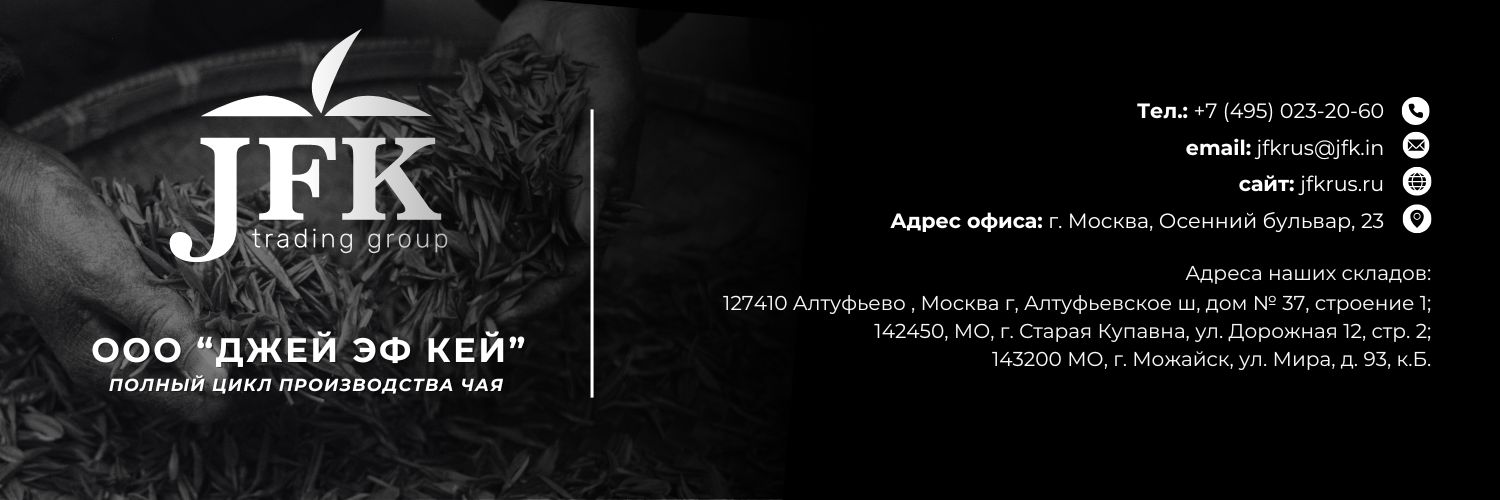 JFK
trading group
ООО “ДЖЕЙ ЭФ КЕЙ”
ПОЛНЫЙ ЦИКЛ ПРОИЗВОДСТВА ЧАЯ
Тел.: +7 (495) 023-20-60
email: jfkrus@jfk.in
сайт: jfkrus.ru
Адрес офиса: г. Москва, Осенний бульвар, 23
Адреса наших складов:
127410 Алтуфьево , Москва г, Алтуфьевское ш, дом № 37, строение 1;
142450, МО, г. Старая Купавна, ул. Дорожная 12, стр. 2;
143200 МО, г. Можайск, ул. Мира, д. 93, к.Б.